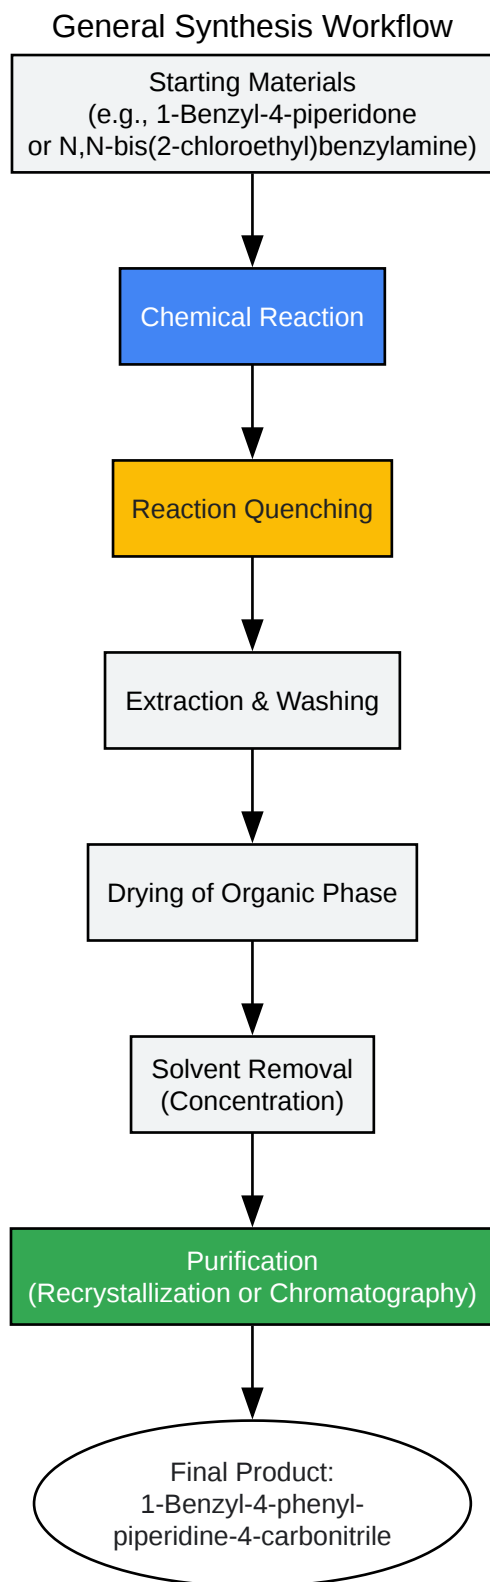 General Synthesis Workflow
Starting Materials
(e.g., 1-Benzyl-4-piperidone
or N,N-bis(2-chloroethyl)benzylamine)
Chemical Reaction
Reaction Quenching
Extraction & Washing
Drying of Organic Phase
Solvent Removal
(Concentration)
Purification
(Recrystallization or Chromatography)
Final Product:
1-Benzyl-4-phenyl-
piperidine-4-carbonitrile